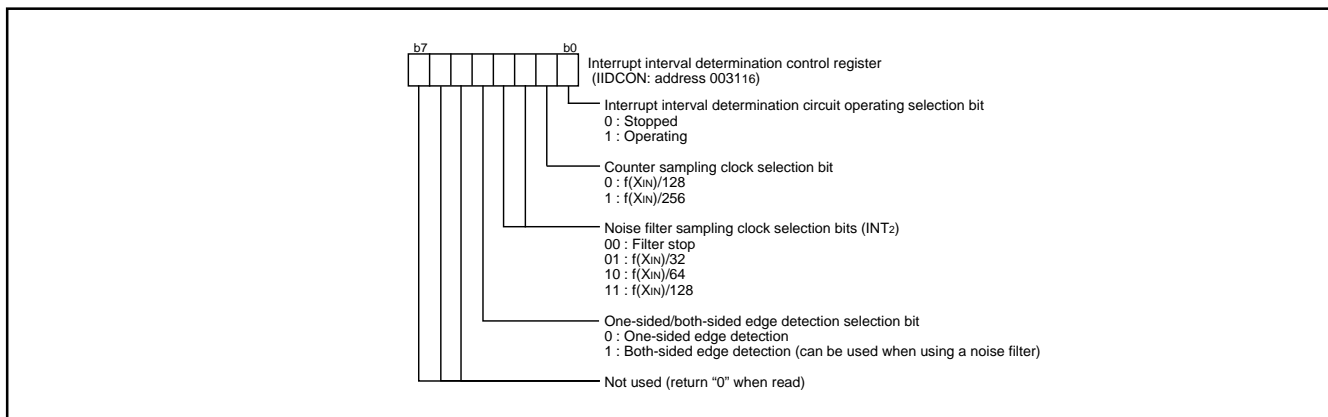 b7 b0
Interrupt interval determination control register
(IIDCON: address 003116)
Interrupt interval determination circuit operating selection bit
0 : Stopped
1 : Operating
Counter sampling clock selection bit
0 : f(XIN)/128
1 : f(XIN)/256
Noise filter sampling clock selection bits (INT2)
00 : Filter stop
01 : f(XIN)/32
10 : f(XIN)/64
11 : f(XIN)/128
One-sided/both-sided edge detection selection bit
0 : One-sided edge detection
1 : Both-sided edge detection (can be used when using a noise filter)
Not used (return “0” when read)